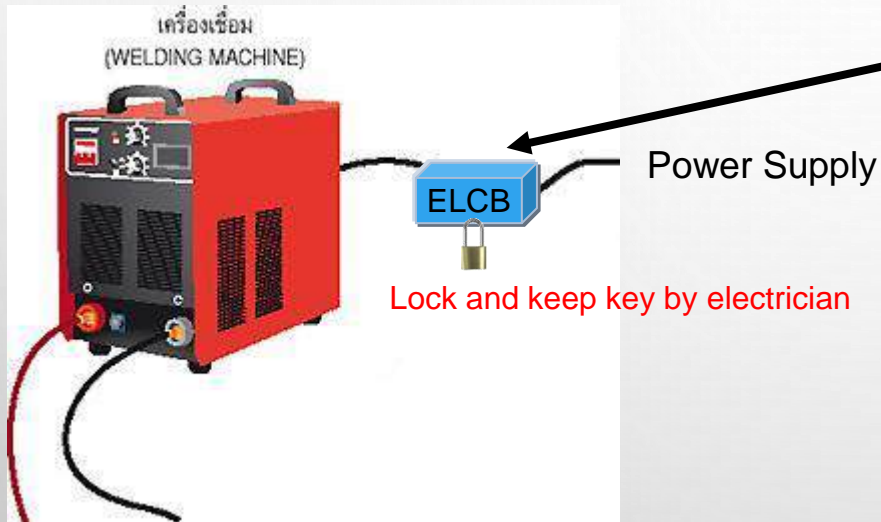 เครื่องเชื่อม
(WELDING MACHINE)
Power Supply
ELCB
Lock and keep key by electrician